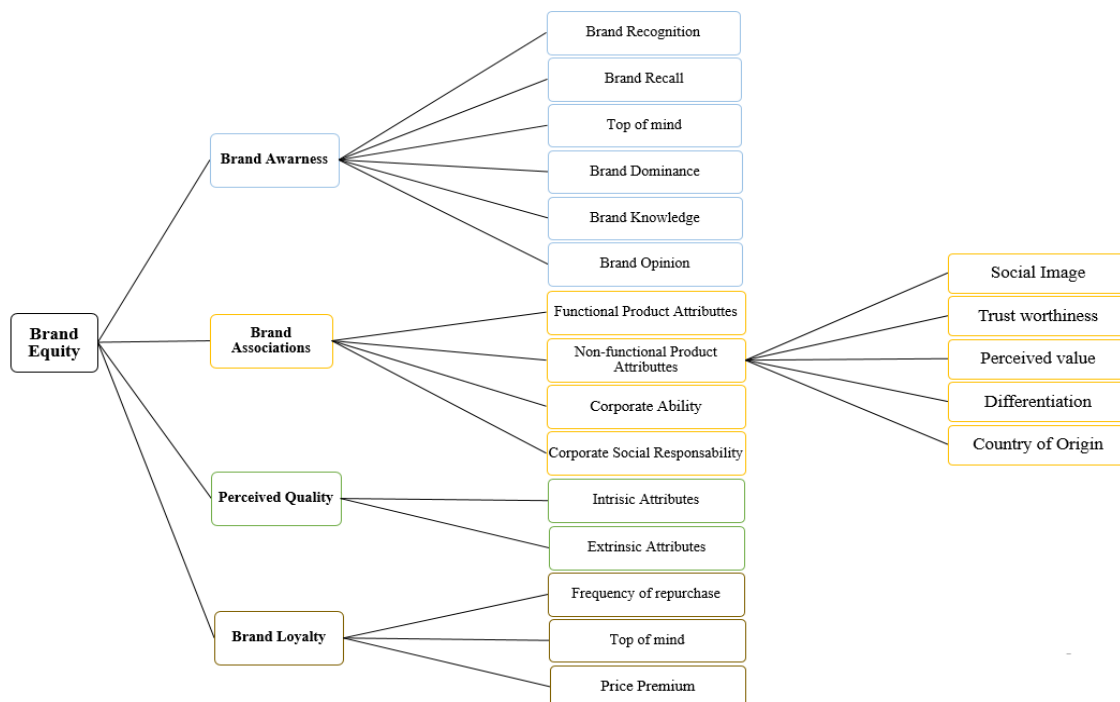 Brand Recognition
Brand Recall
Top of mind
Brand Awarness
Brand Dominance
Brand Knowledge
Brand Opinion
Brand
Equity
Brand
Associations
Functional Product Attributtes
Non-functional Product
Attributtes
Corporate Ability
Corporate Social Responsability
Social Image
Trust worthiness
Perceived value
Differentiation
Country of Origin
Perceived Quality
Intrisic Attributes
Extrinsic Attributes
Brand Loyalty
Frequency of repurchase
Top of mind
Price Premium